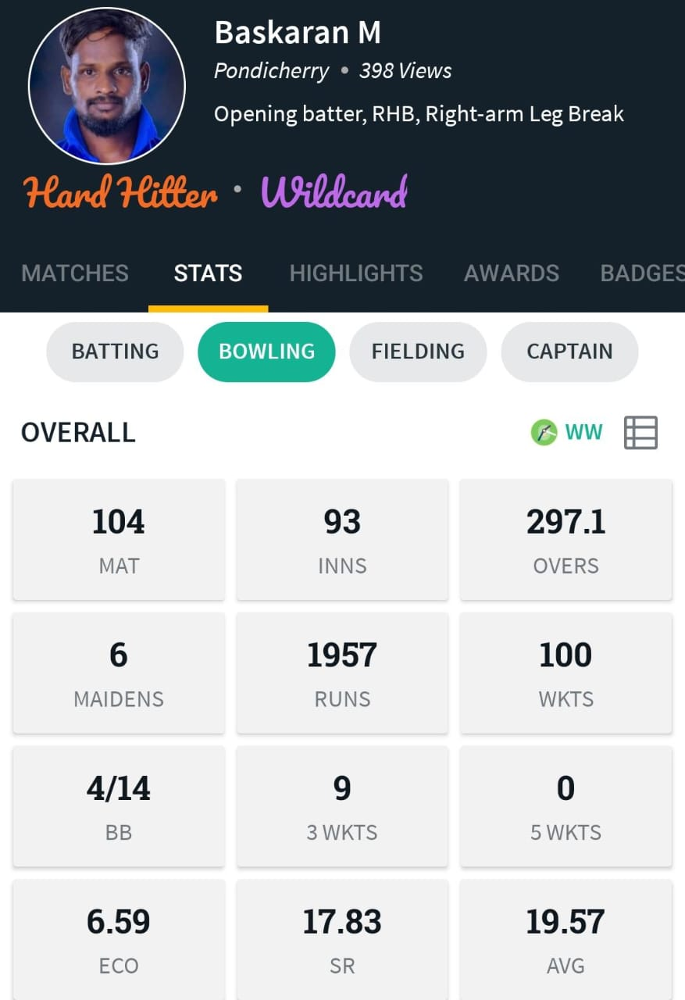 Baskaran M
Pondicherry • 398 Views
Opening batter, RHB, Right-arm Leg Break
Hard Hitter • Wildcard
MATCHES STATS HIGHLIGHTS AWARDS BADGES
BATTING BOWLING FIELDING CAPTAIN
OVERALL WW
104 93 297.1
MAT INNS OVERS
6 1957 100
MAIDENS RUNS WKTS
4/14 9 0
BB 3 WKTS 5 WKTS
6.59 17.83 19.57
ECO SR AVG